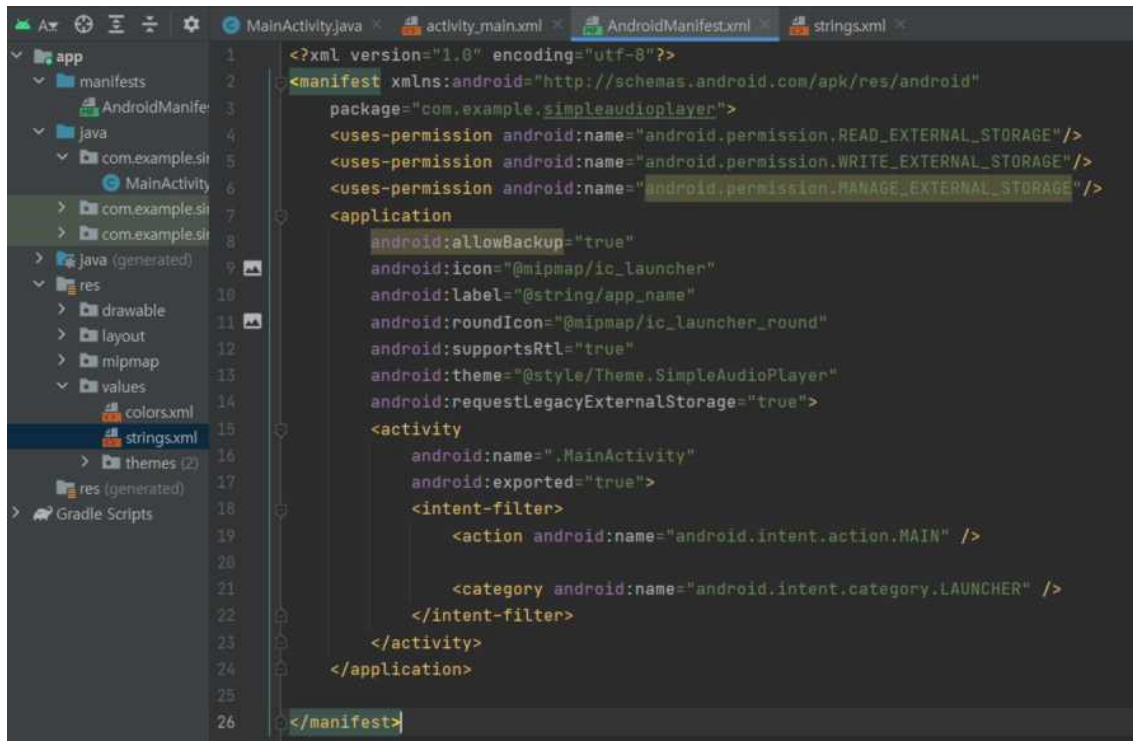 MainActivity.java
activity_main.xml
AndroidManifest.xml
strings.xml
app
manifests
AndroidManife
java
com.example.sin
MainActivity
com.example.sin
com.example.sin
java (generated)
res
drawable
layout
mipmap
values
colors.xml
strings.xml
themes (2)
res (generated)
Gradle Scripts
1 <?xml version="1.0" encoding="utf-8"?>
2 <manifest xmlns:android="http://schemas.android.com/apk/res/android"
3 package="com.example.simpleaudioplayer">
4 <uses-permission android:name="android.permission.READ_EXTERNAL_STORAGE"/>
5 <uses-permission android:name="android.permission.WRITE_EXTERNAL_STORAGE"/>
6 <uses-permission android:name="android.permission.MANAGE_EXTERNAL_STORAGE"/>
7 <application
8 android:allowBackup="true"
9 android:icon="@mipmap/ic_launcher"
10 android:label="@string/app_name"
11 android:roundIcon="@mipmap/ic_launcher_round"
12 android:supportsRtl="true"
13 android:theme="@style/Theme.SimpleAudioPlayer"
14 android:requestLegacyExternalStorage="true">
15 <activity
16 android:name=".MainActivity"
17 android:exported="true">
18 <intent-filter>
19 <action android:name="android.intent.action.MAIN" />
20
21 <category android:name="android.intent.category.LAUNCHER" />
22 </intent-filter>
23 </activity>
24 </application>
25
26 </manifest>